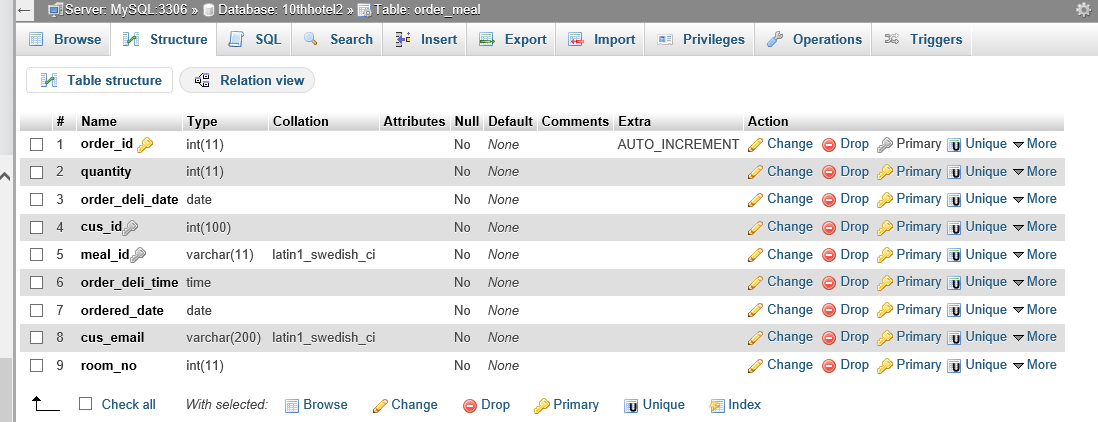 Server: MySQL:3306 » Database: 10thhotel2 » Table: order_meal
Browse Structure SQL Search Insert Export Import Privileges Operations Triggers
Table structure Relation view
# Name Type Collation Attributes Null Default Comments Extra Action
1 order_id int(11) No None AUTO_INCREMENT Change Drop Primary Unique More
2 quantity int(11) No None Change Drop Primary Unique More
3 order_deli_date date No None Change Drop Primary Unique More
4 cus_id int(100) No None Change Drop Primary Unique More
5 meal_id varchar(11) latin1_swedish_ci No None Change Drop Primary Unique More
6 order_deli_time time No None Change Drop Primary Unique More
7 ordered_date date No None Change Drop Primary Unique More
8 cus_email varchar(200) latin1_swedish_ci No None Change Drop Primary Unique More
9 room_no int(11) No None Change Drop Primary Unique More
Check all With selected: Browse Change Drop Primary Unique Index